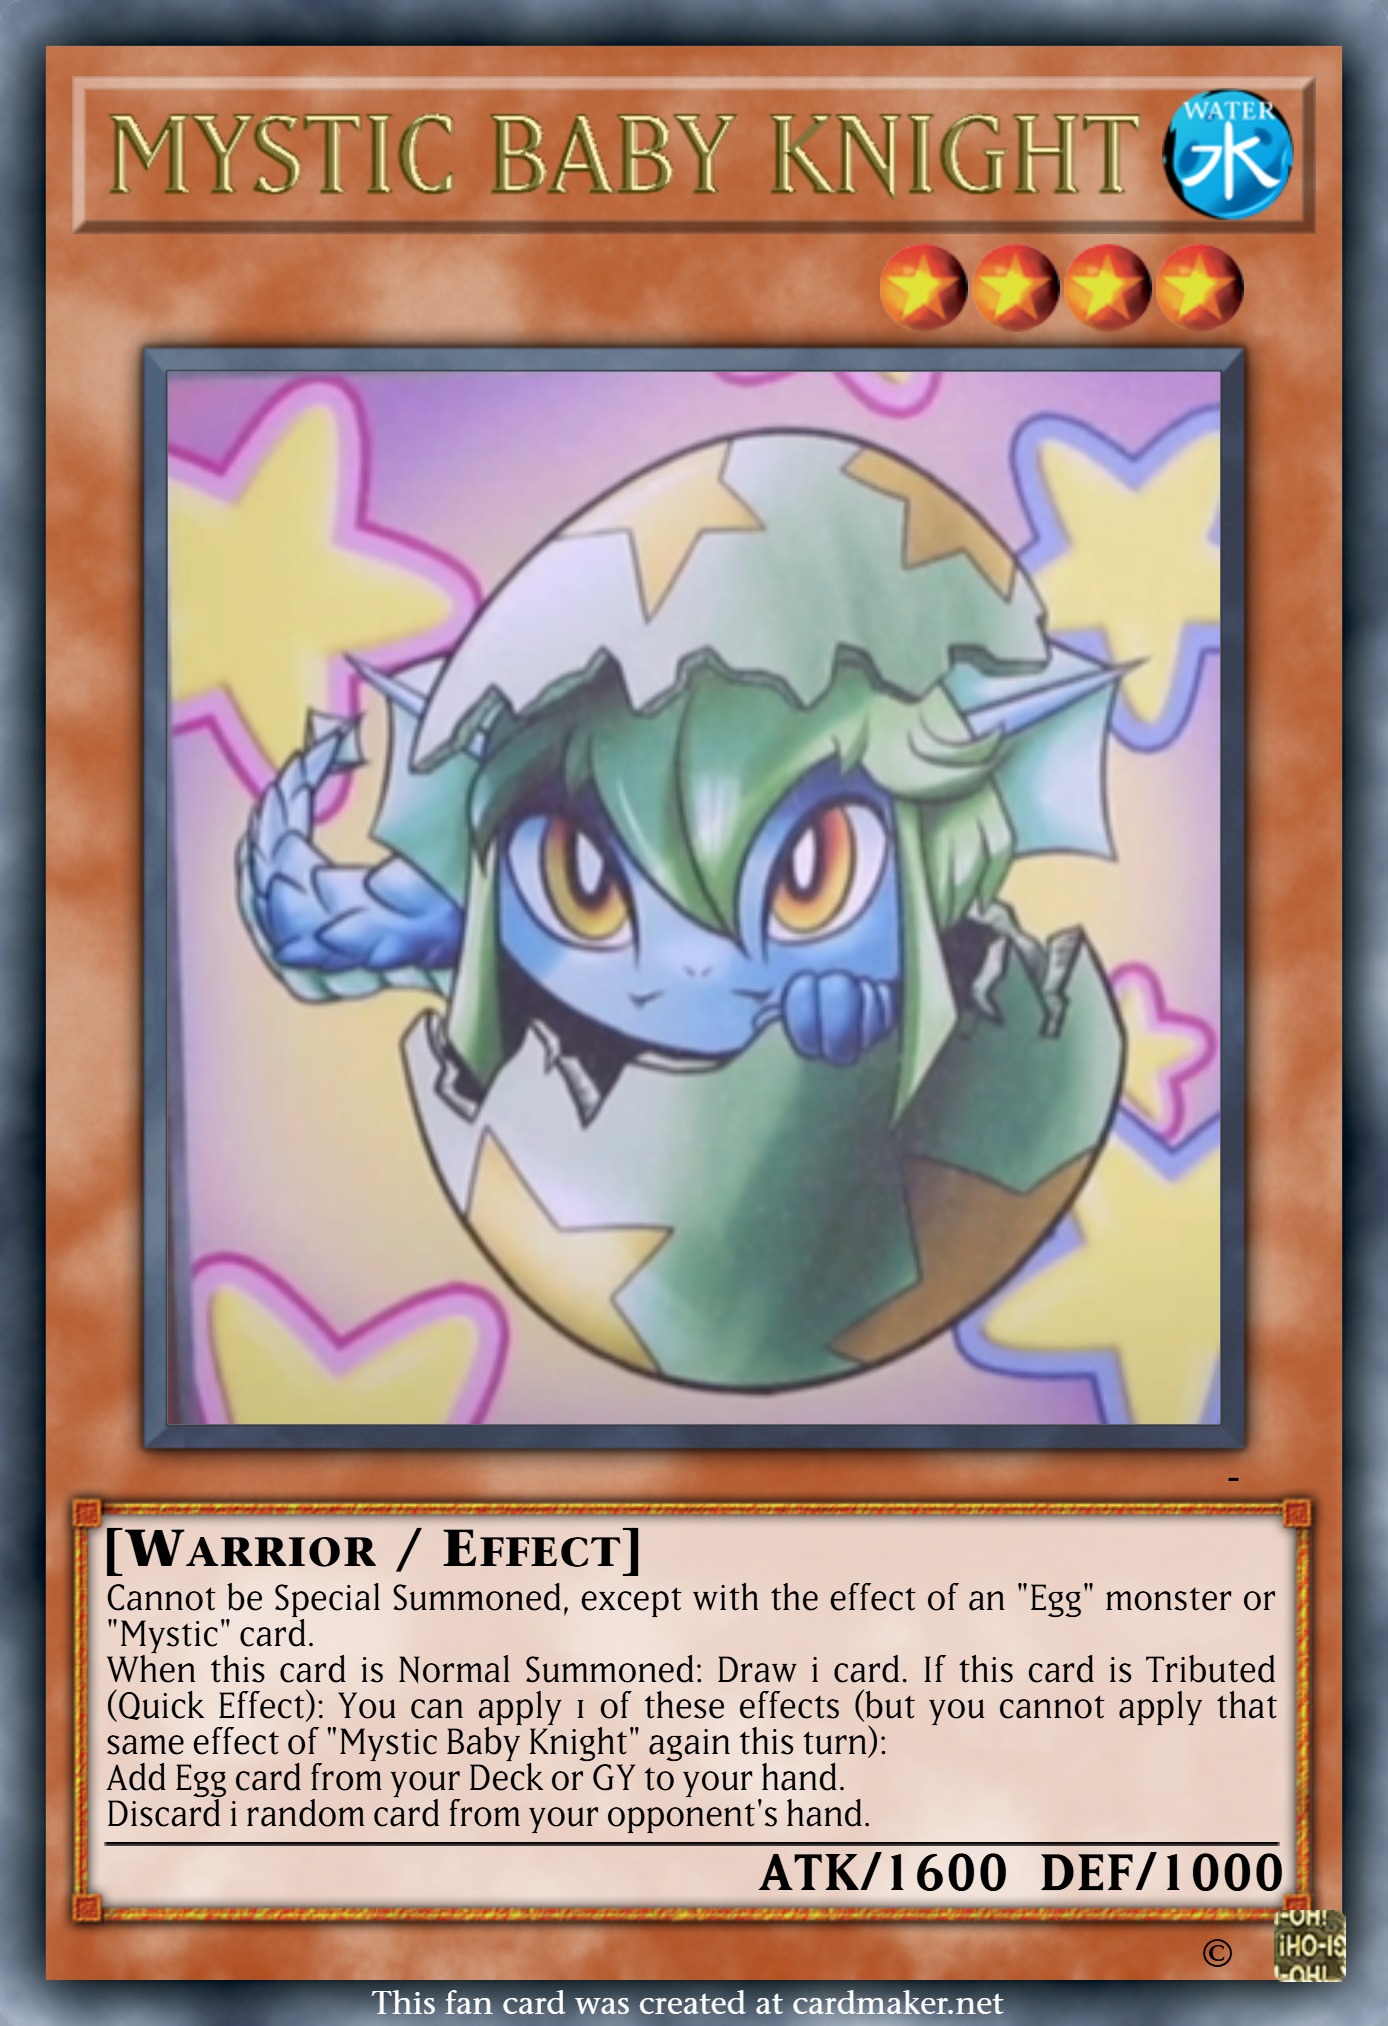 MYSTIC BABY KNIGHT
WATER
水
-
[WARRIOR / EFFECT]
Cannot be Special Summoned, except with the effect of an "Egg" monster or
"Mystic" card.
When this card is Normal Summoned: Draw i card. If this card is Tributed
(Quick Effect): You can apply 1 of these effects (but you cannot apply that
same effect of "Mystic Baby Knight" again this turn):
Add Egg card from your Deck or GY to your hand.
Discard i random card from your opponent's hand.
ATK/1600 DEF/1000
©
This fan card was created at cardmaker.net